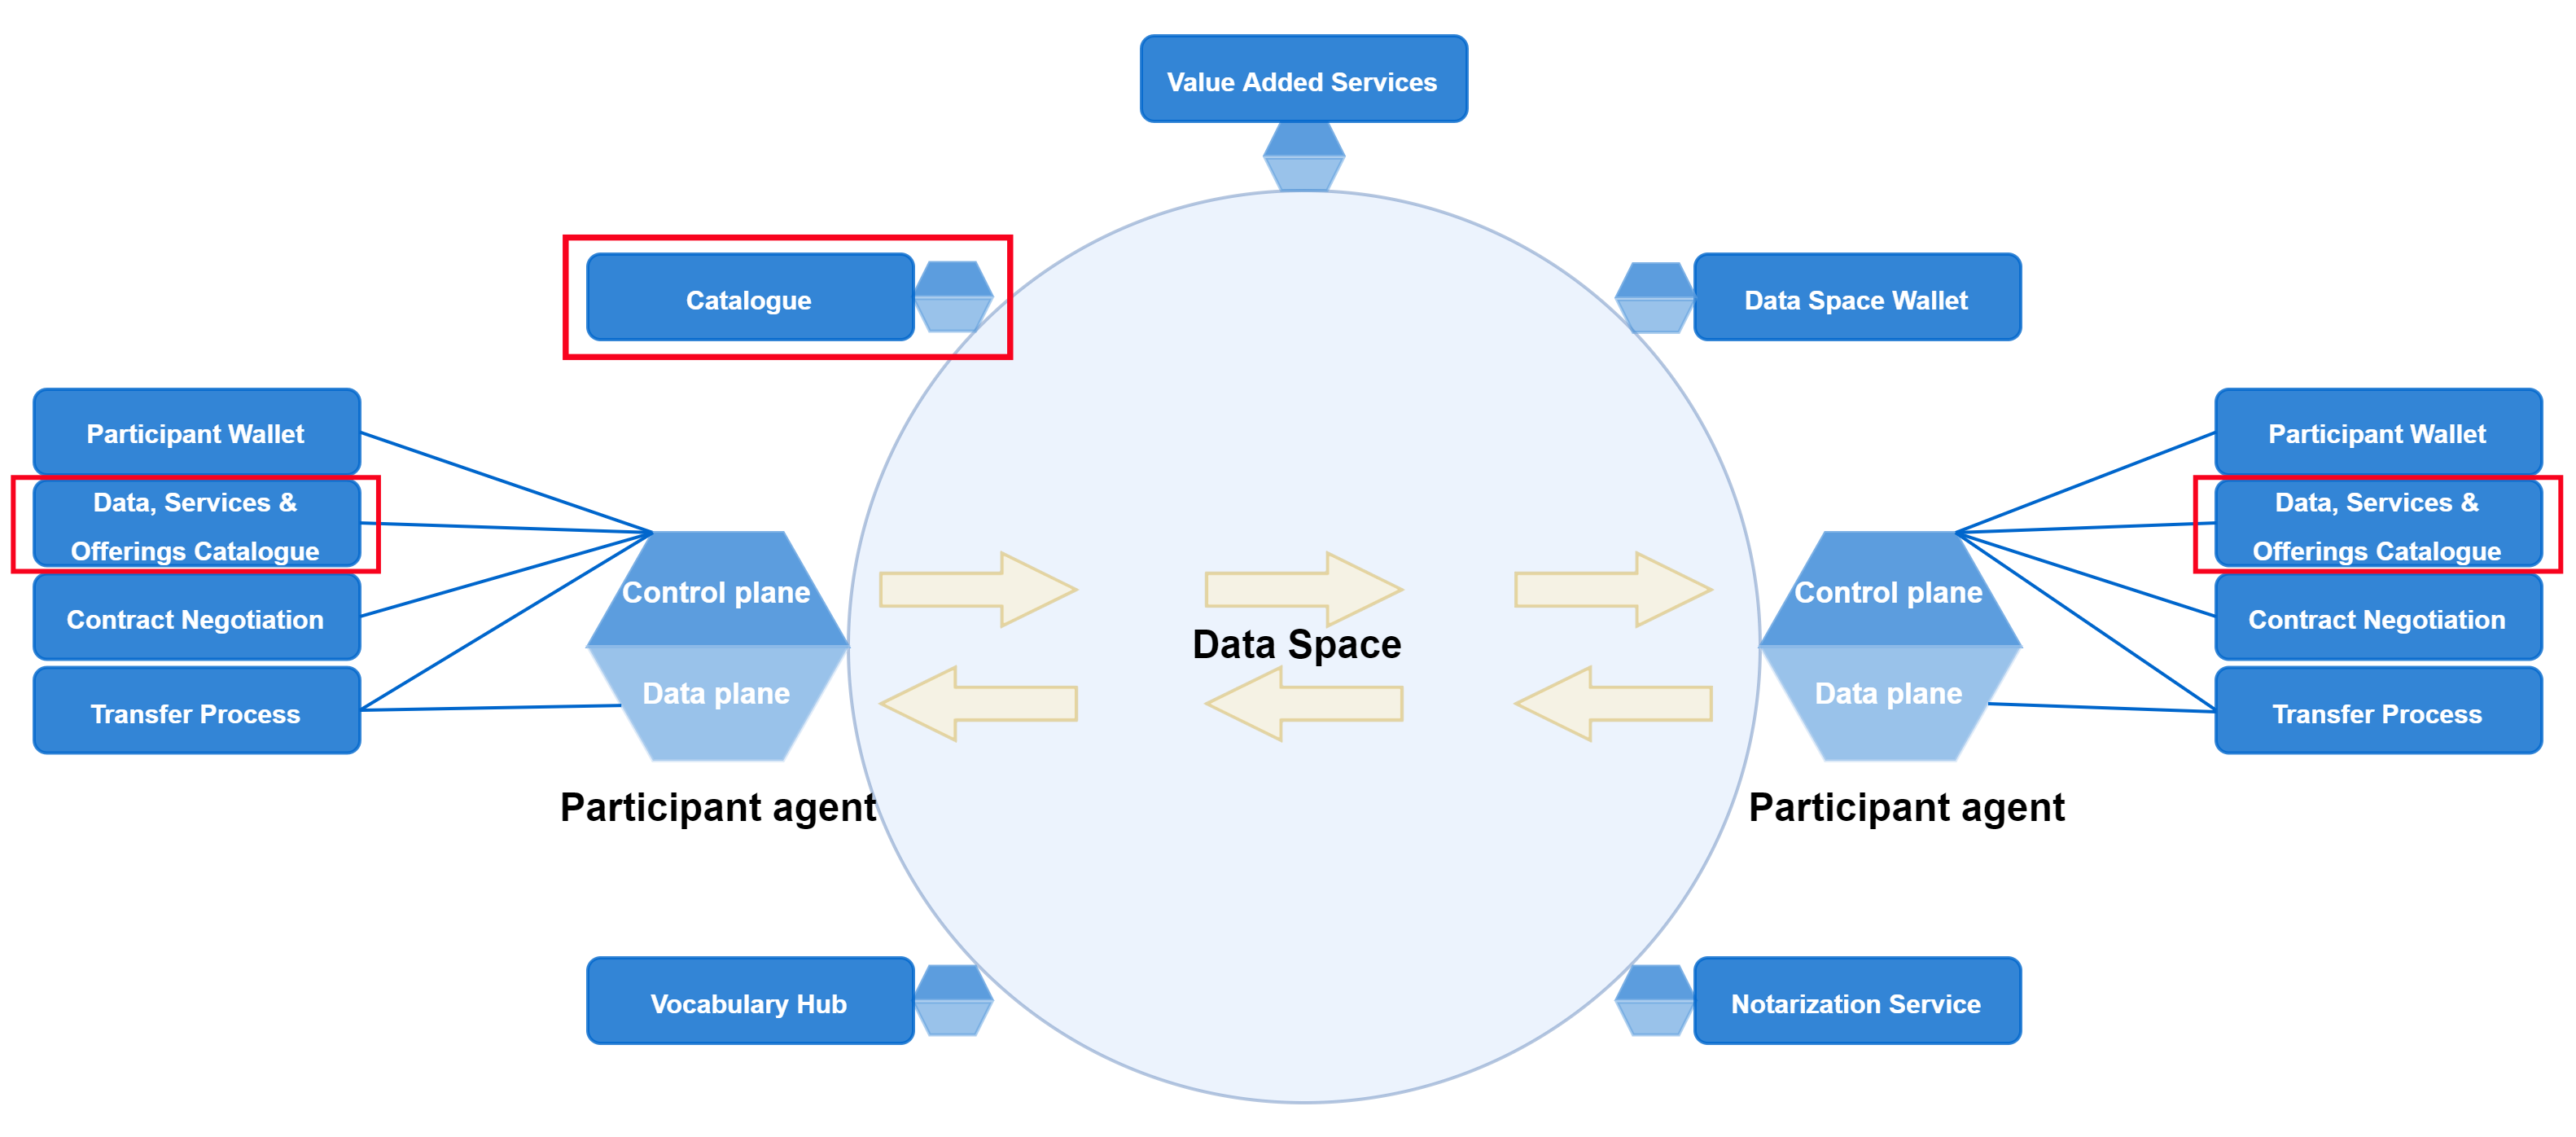 Value Added Services
Catalogue
Data Space Wallet
Participant Wallet
Data, Services &
Offerings Catalogue
Contract Negotiation
Transfer Process
Control plane
Data plane
Participant agent
Data Space
Control plane
Data plane
Participant agent
Participant Wallet
Data, Services &
Offerings Catalogue
Contract Negotiation
Transfer Process
Vocabulary Hub
Notarization Service